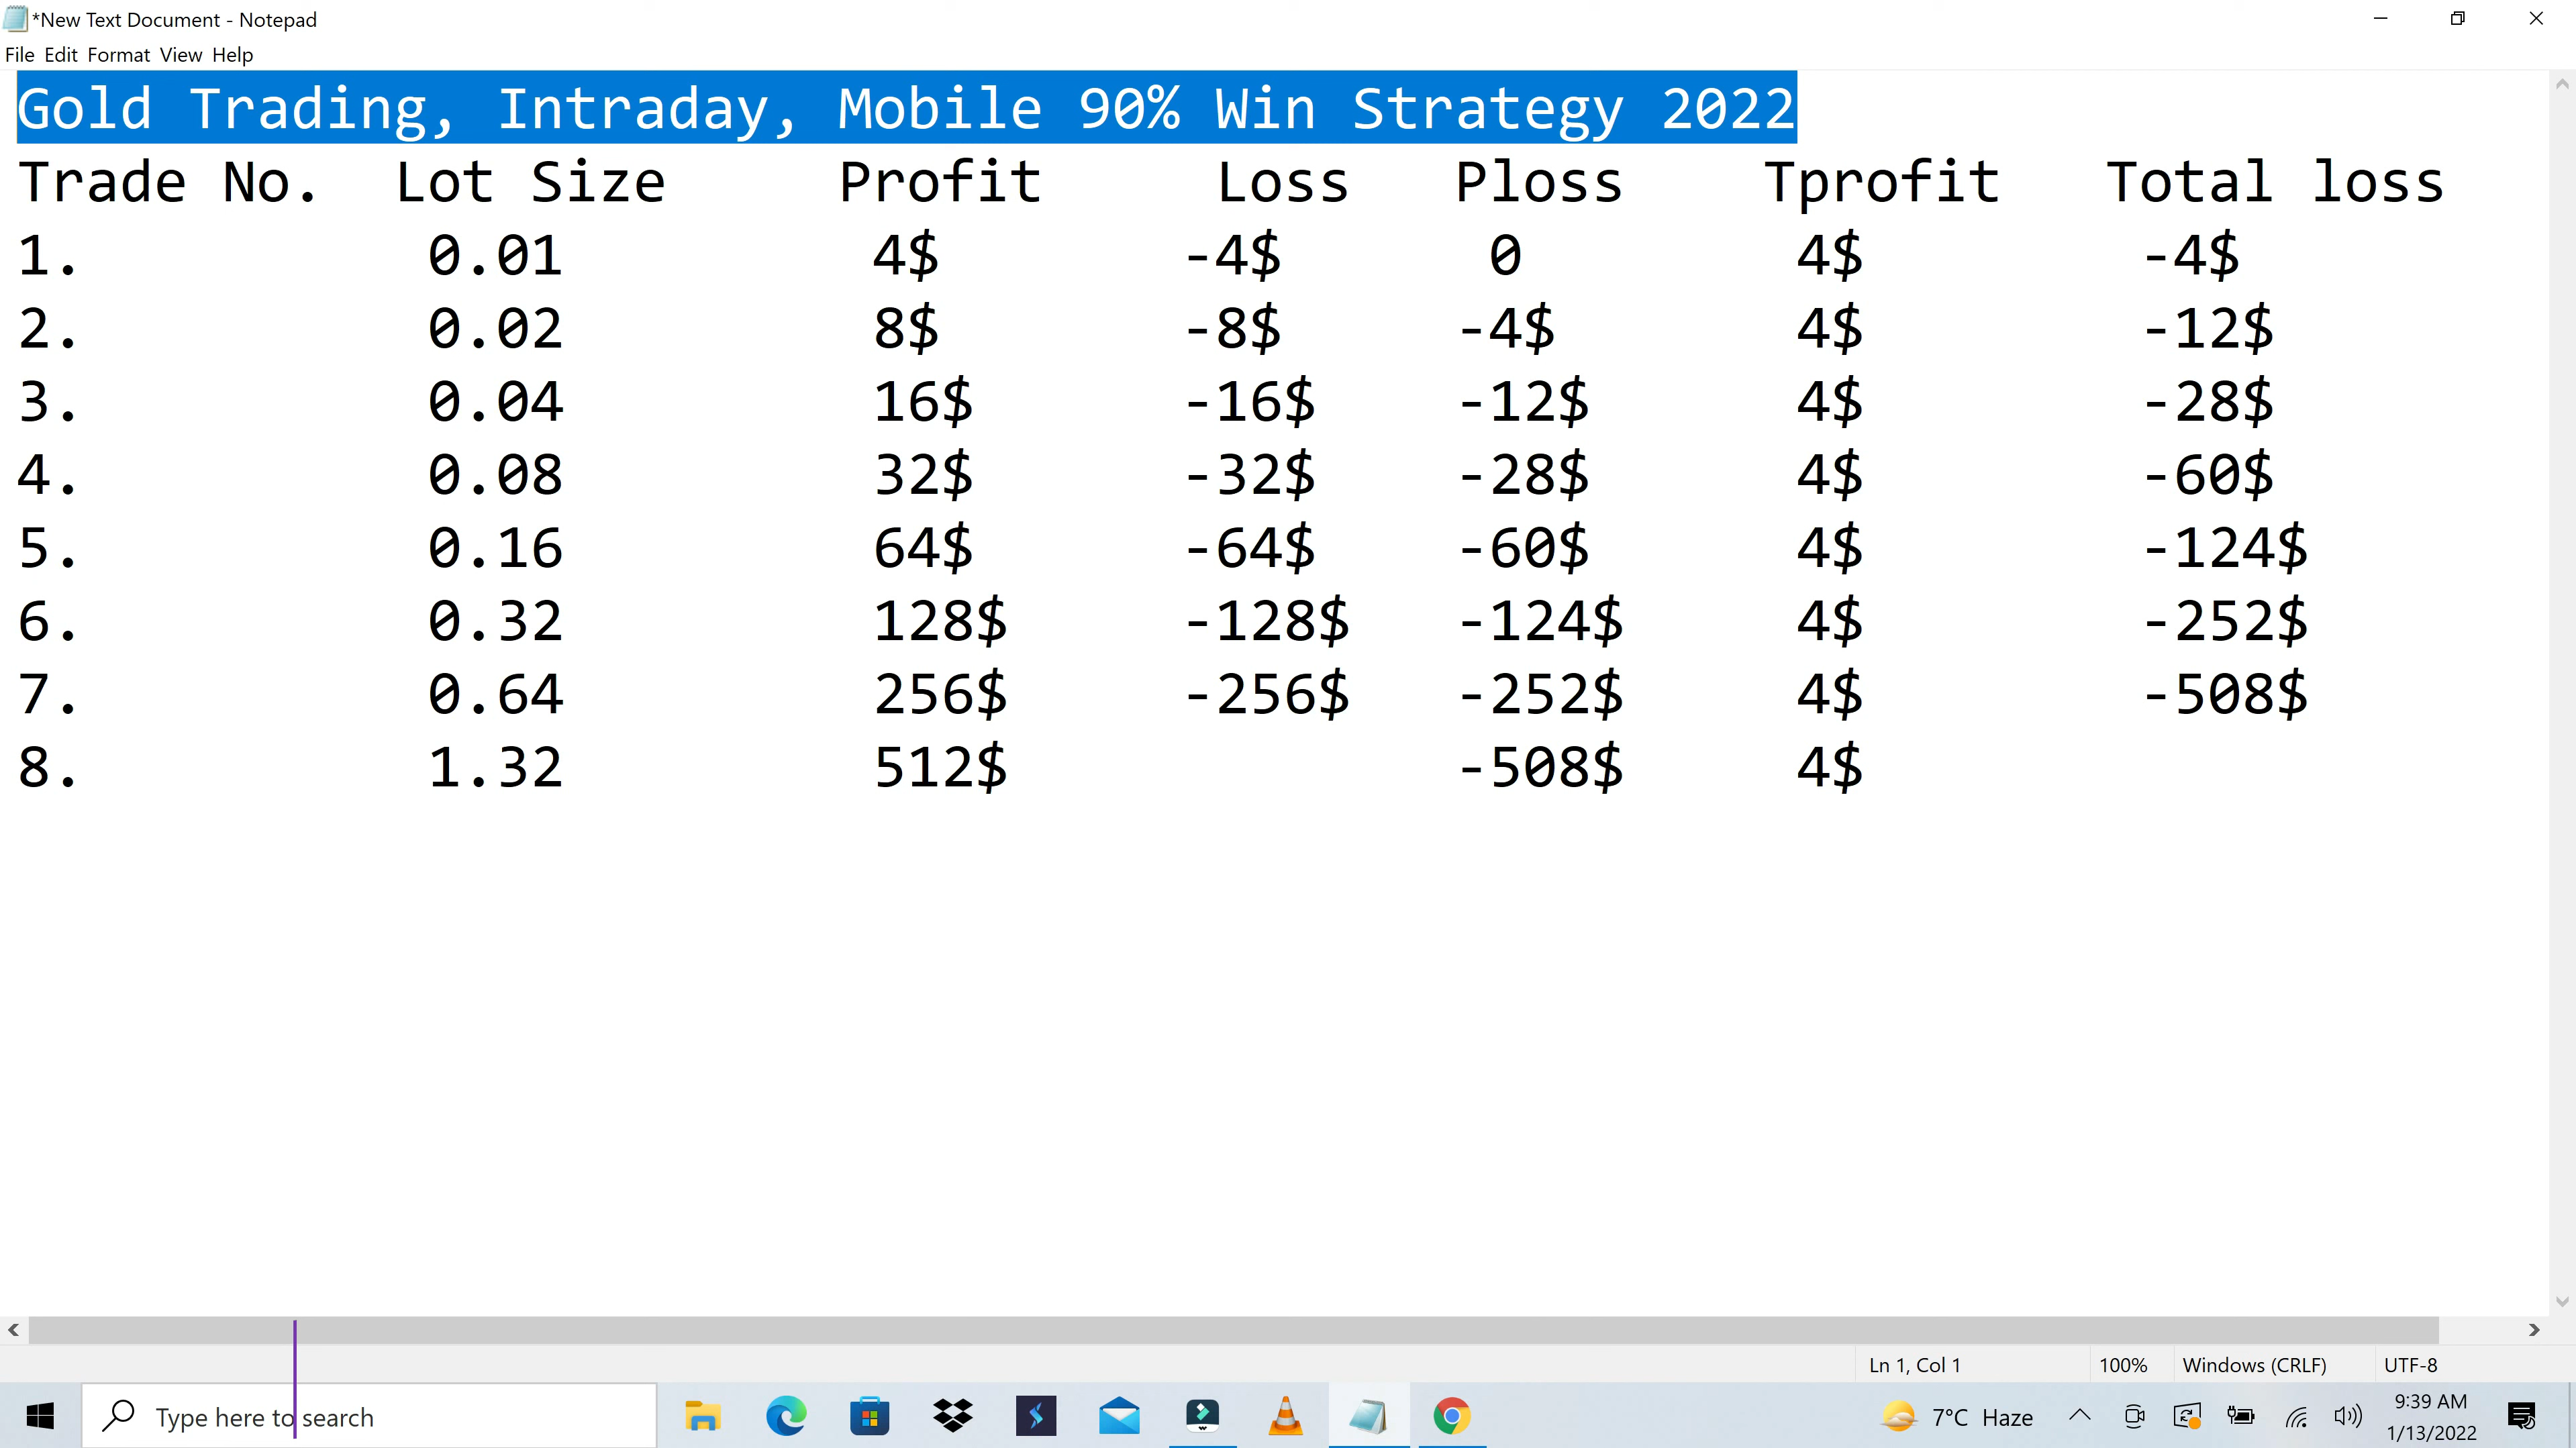 *New Text Document - Notepad
File Edit Format View Help
Gold Trading, Intraday, Mobile 90% Win Strategy 2022
Trade No. Lot Size Profit Loss Ploss Tprofit Total loss
1. 0.01 4$ -4$ 0 4$ -4$
2. 0.02 8$ -8$ -4$ 4$ -12$
3. 0.04 16$ -16$ -12$ 4$ -28$
4. 0.08 32$ -32$ -28$ 4$ -60$
5. 0.16 64$ -64$ -60$ 4$ -124$
6. 0.32 128$ -128$ -124$ 4$ -252$
7. 0.64 256$ -256$ -252$ 4$ -508$
8. 1.32 512$ -508$ 4$
Ln 1, Col 1 100% Windows (CRLF) UTF-8
Type here to search 7°C Haze 9:39 AM
1/13/2022